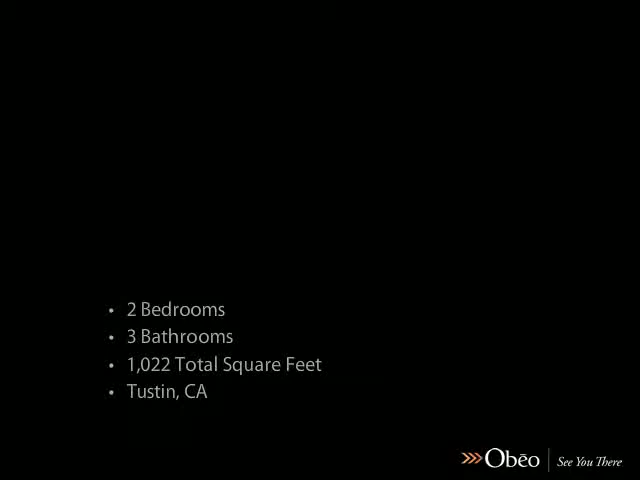 • 2 Bedrooms
• 3 Bathrooms
• 1,022 Total Square Feet
• Tustin, CA
Obēo | See You There